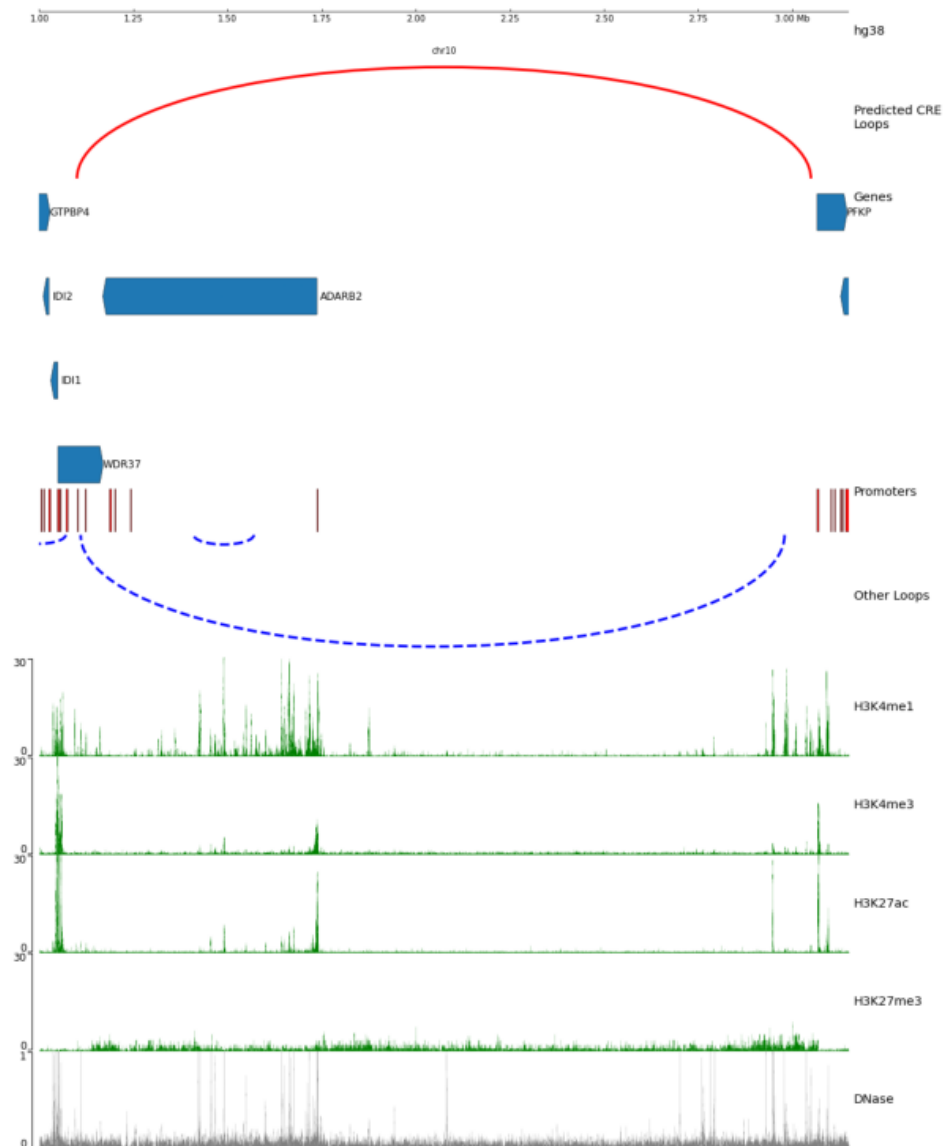 1.00 1.25 1.50 1.75 2.00 2.25 2.50 2.75 3.00 Mb
hg38
chr10
Predicted CRE
Loops
Genes
GTPBP4
PFKP
IDI2
ADARB2
IDI1
WDR37
Promoters
Other Loops
30
H3K4me1
0
30
H3K4me3
0
30
H3K27ac
0
30
H3K27me3
0
1
DNase
0